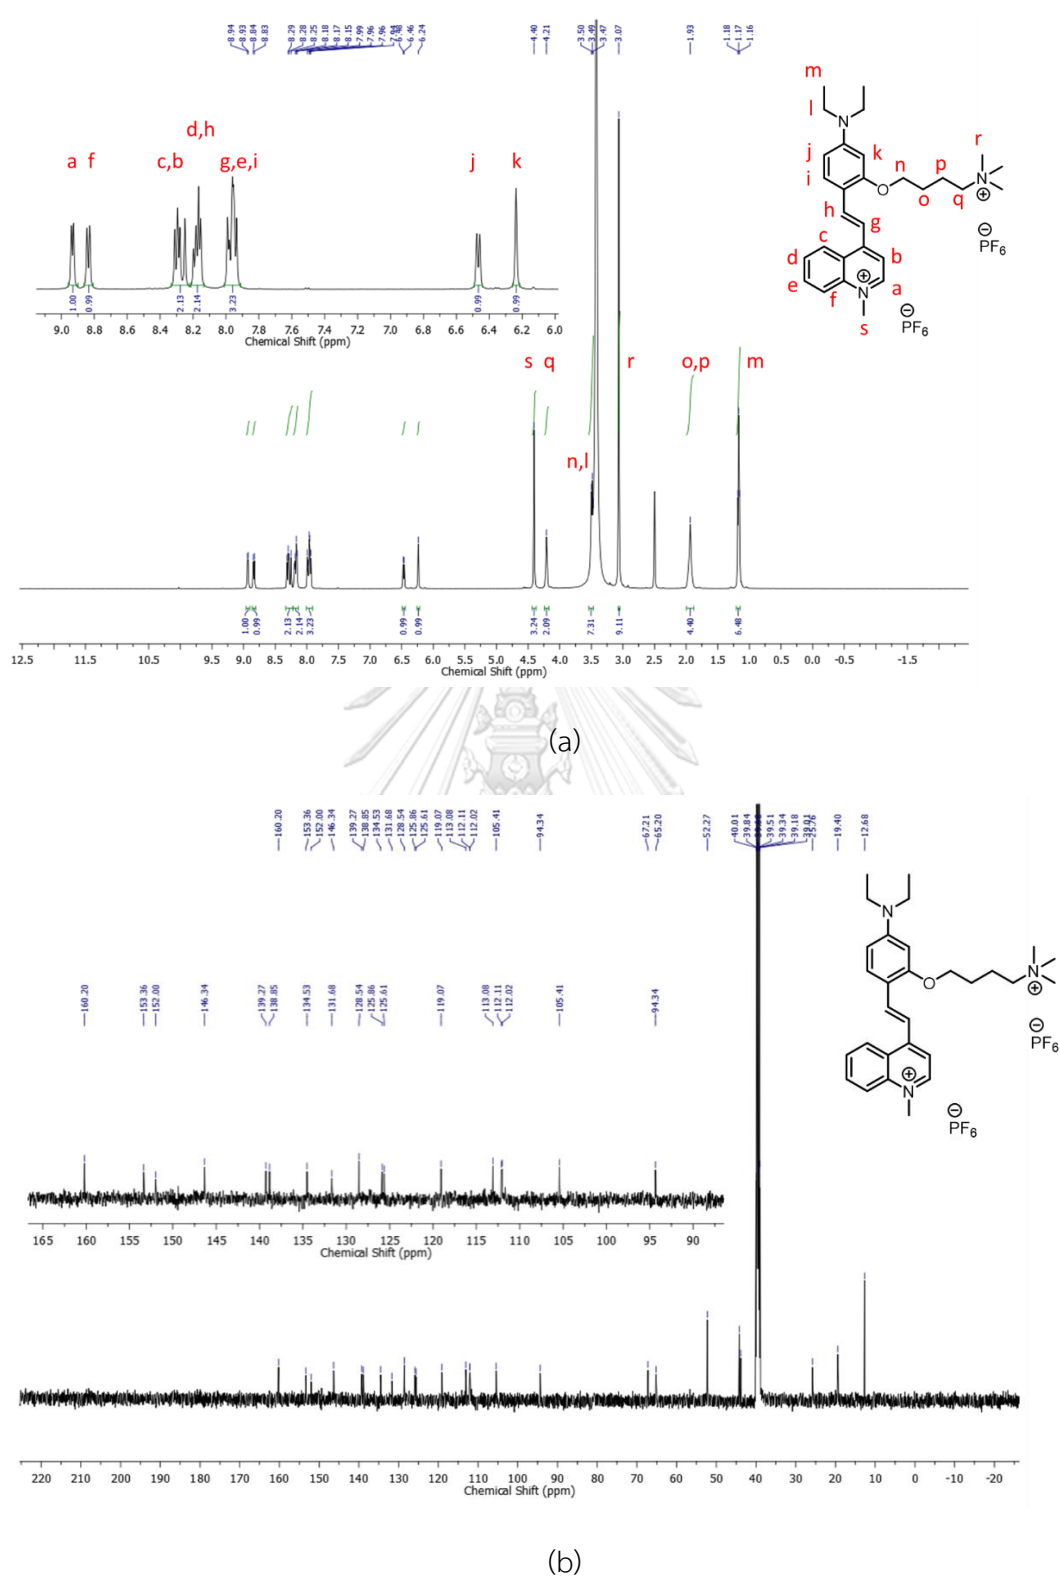 8.94 8.93 8.84 8.83 8.29 8.28 8.25 8.18 8.17 8.15 7.99 7.96 7.96 7.94 6.48 6.46 6.24 4.40 4.21 3.50 3.49 3.47 3.07 1.93 1.18 1.17 1.16
a f c,b d,h g,e,i j k
1.00 0.99 2.13 2.14 3.23 0.99 0.99
9.0 8.8 8.6 8.4 8.2 8.0 7.8 7.6 7.4 7.2 7.0 6.8 6.6 6.4 6.2 6.0
Chemical Shift (ppm)
m
l
N
j k n p r
i O o q N ⊕
h g
⊖
PF6
c
d b
e ⊕ a
f N
s
⊖
PF6
s q n,l r o,p m
1.00 0.99 2.13 2.14 3.23 0.99 0.99 3.24 2.09 7.31 9.11 4.40 6.48
12.5 11.5 10.5 9.5 9.0 8.5 8.0 7.5 7.0 6.5 6.0 5.5 5.0 4.5 4.0 3.5 3.0 2.5 2.0 1.5 1.0 0.5 0.0 -0.5 -1.5
Chemical Shift (ppm)
(a)
160.20 153.36 152.00 146.34 139.27 138.85 134.53 131.68 128.54 125.86 125.61 119.07 113.08 112.11 112.02 105.41 94.34 67.21 65.20 52.27 40.01 39.84 39.51 39.34 39.18 39.01 25.76 19.40 12.68
N
O N ⊕
⊖
PF6
⊕
N
⊖
PF6
160.20 153.36 152.00 146.34 139.27 138.85 134.53 131.68 128.54 125.86 125.61 119.07 113.08 112.11 112.02 105.41 94.34
165 160 155 150 145 140 135 130 125 120 115 110 105 100 95 90
Chemical Shift (ppm)
220 210 200 190 180 170 160 150 140 130 120 110 100 90 80 70 60 50 40 30 20 10 0 -10 -20
Chemical Shift (ppm)
(b)